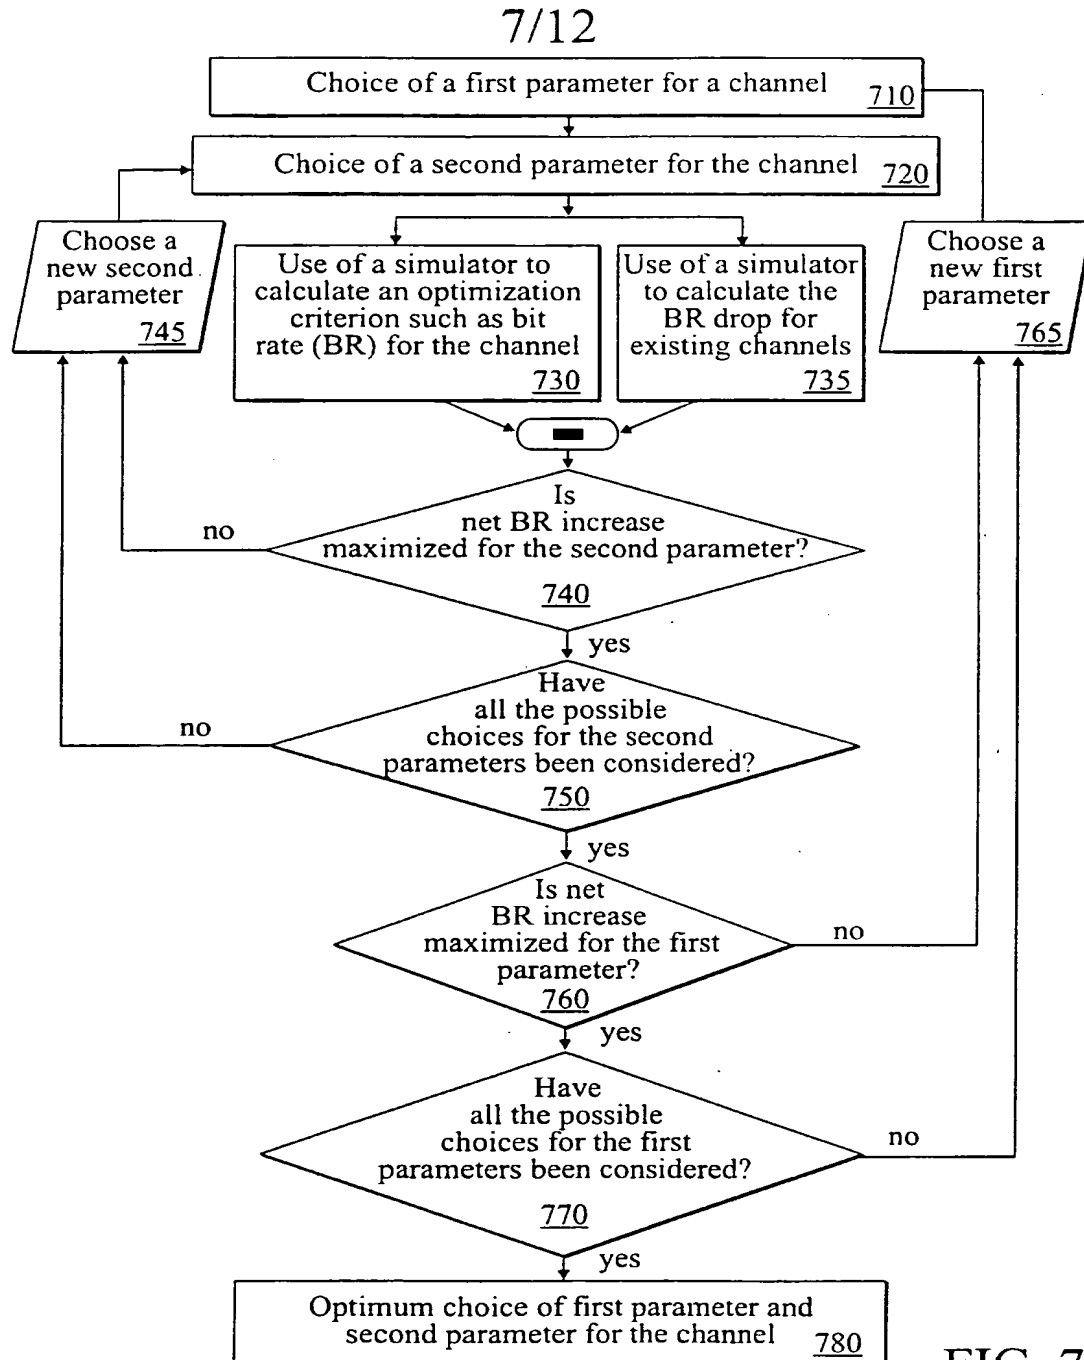 7/12
Choice of a first parameter for a channel
710
Choice of a second parameter for the channel
720
Choose a
new second
parameter
745
Use of a simulator to
calculate an optimization
criterion such as bit
rate (BR) for the channel
730
Use of a simulator
to calculate the
BR drop for
existing channels
735
Choose a
new first
parameter
765
Is
net BR increase
maximized for the second parameter?
740
no
yes
Have
all the possible
choices for the second
parameters been considered?
750
no
yes
Is net
BR increase
maximized for the first
parameter?
760
no
yes
Have
all the possible
choices for the first
parameters been considered?
770
no
yes
Optimum choice of first parameter and
second parameter for the channel
780
FIG. 7